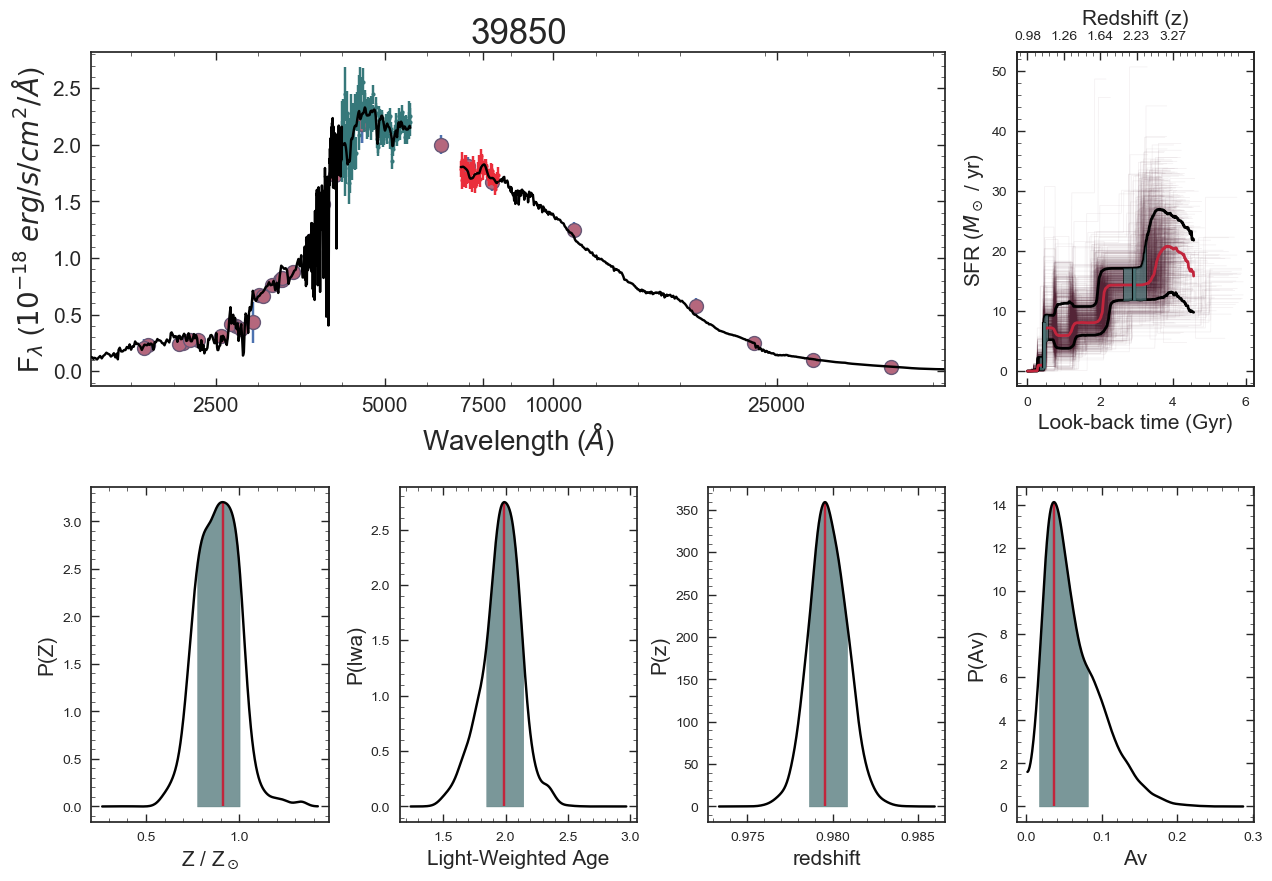 39850
F_λ (10^−18 erg/s/cm^2/Å)
2.5
2.0
1.5
1.0
0.5
0.0
2500 5000 7500 10000 25000
Wavelength (Å)
Redshift (z)
0.98 1.26 1.64 2.23 3.27
SFR (M_⊙ / yr)
50
40
30
20
10
0
0 2 4 6
Look-back time (Gyr)
P(Z)
3.0
2.5
2.0
1.5
1.0
0.5
0.0
0.5 1.0
Z / Z_⊙
P(lwa)
2.5
2.0
1.5
1.0
0.5
0.0
1.5 2.0 2.5 3.0
Light-Weighted Age
P(z)
350
300
250
200
150
100
50
0
0.975 0.980 0.985
redshift
P(Av)
14
12
10
8
6
4
2
0
0.0 0.1 0.2 0.3
Av